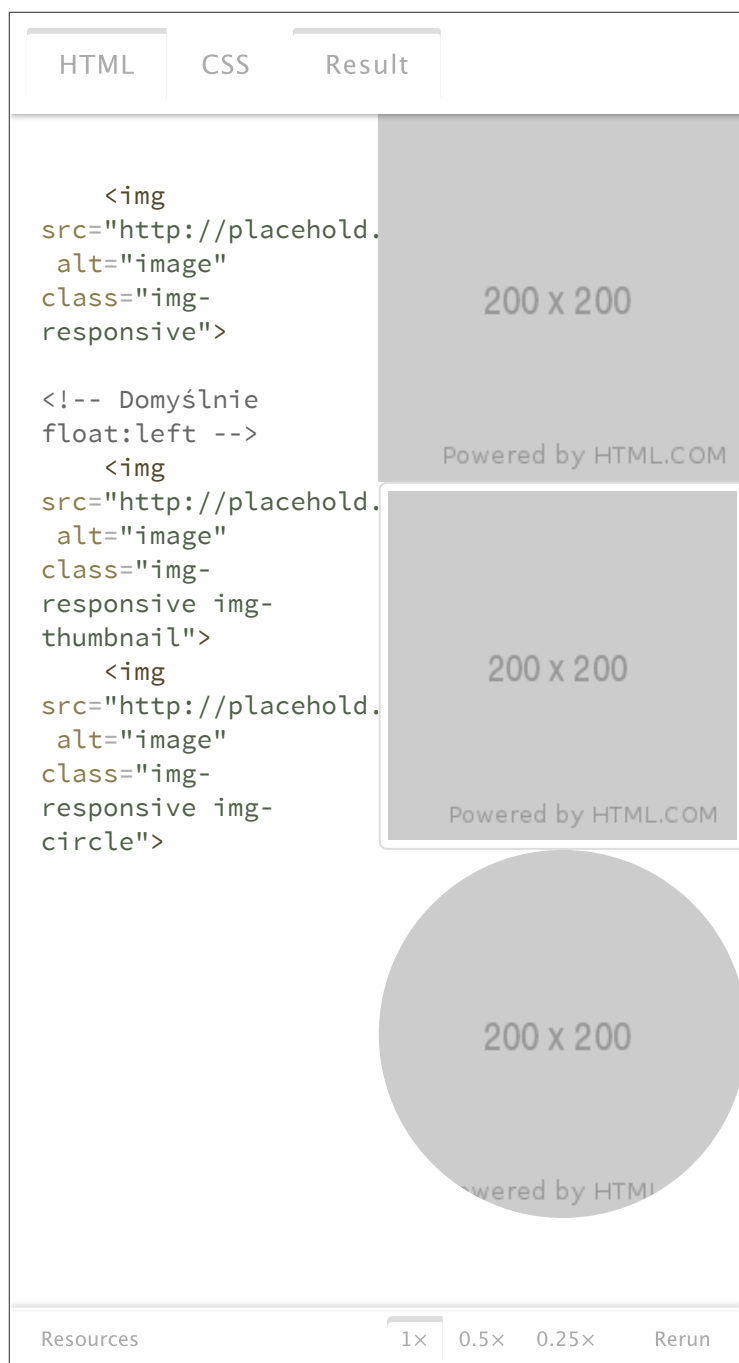 HTML CSS Result
<img
src="http://placehold.
alt="image"
class="img-
responsive">
<!-- Domyślnie
float:left -->
<img
src="http://placehold.
alt="image"
class="img-
responsive img-
thumbnail">
<img
src="http://placehold.
alt="image"
class="img-
responsive img-
circle">
200 x 200
Powered by HTML.COM
200 x 200
Powered by HTML.COM
200 x 200
wered by HTML
Resources 1× 0.5× 0.25× Rerun